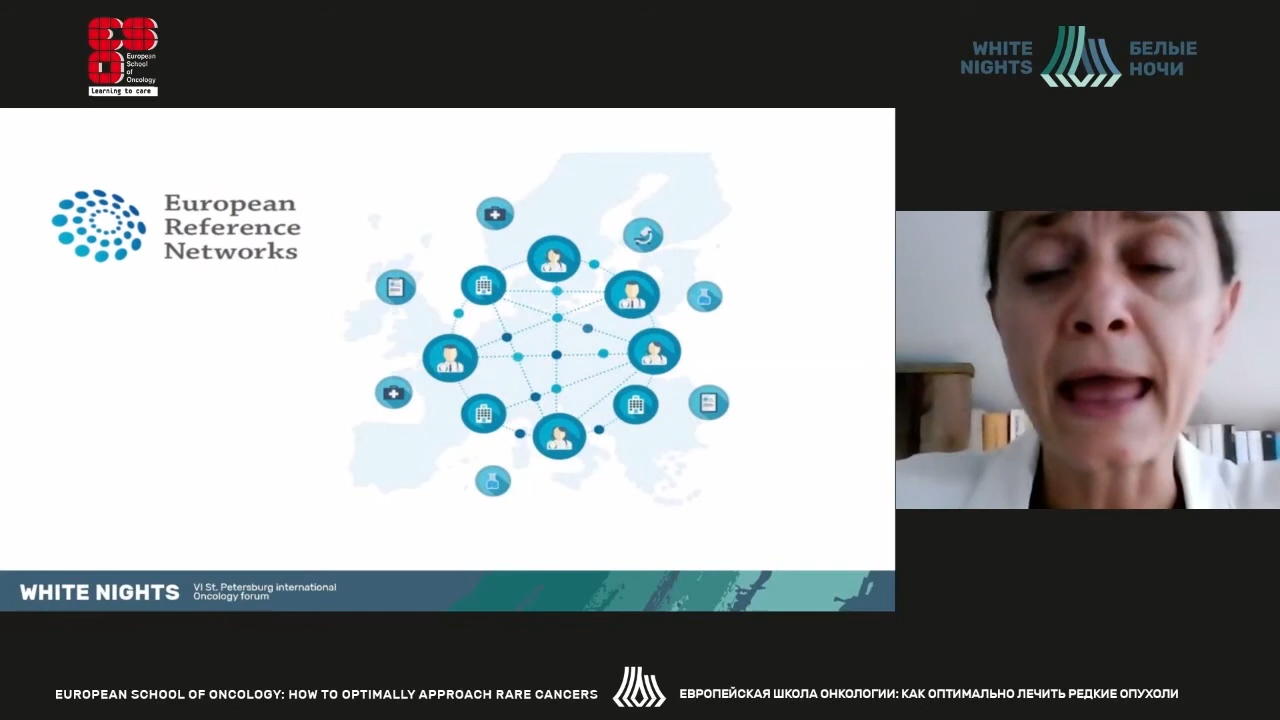 European
School
of
Oncology
Learning to care
WHITE
NIGHTS
БЕЛЫЕ
НОЧИ
European
Reference
Networks
WHITE NIGHTS
VI St. Petersburg international
Oncology forum
EUROPEAN SCHOOL OF ONCOLOGY: HOW TO OPTIMALLY APPROACH RARE CANCERS
ЕВРОПЕЙСКАЯ ШКОЛА ОНКОЛОГИИ: КАК ОПТИМАЛЬНО ЛЕЧИТЬ РЕДКИЕ ОПУХОЛИ